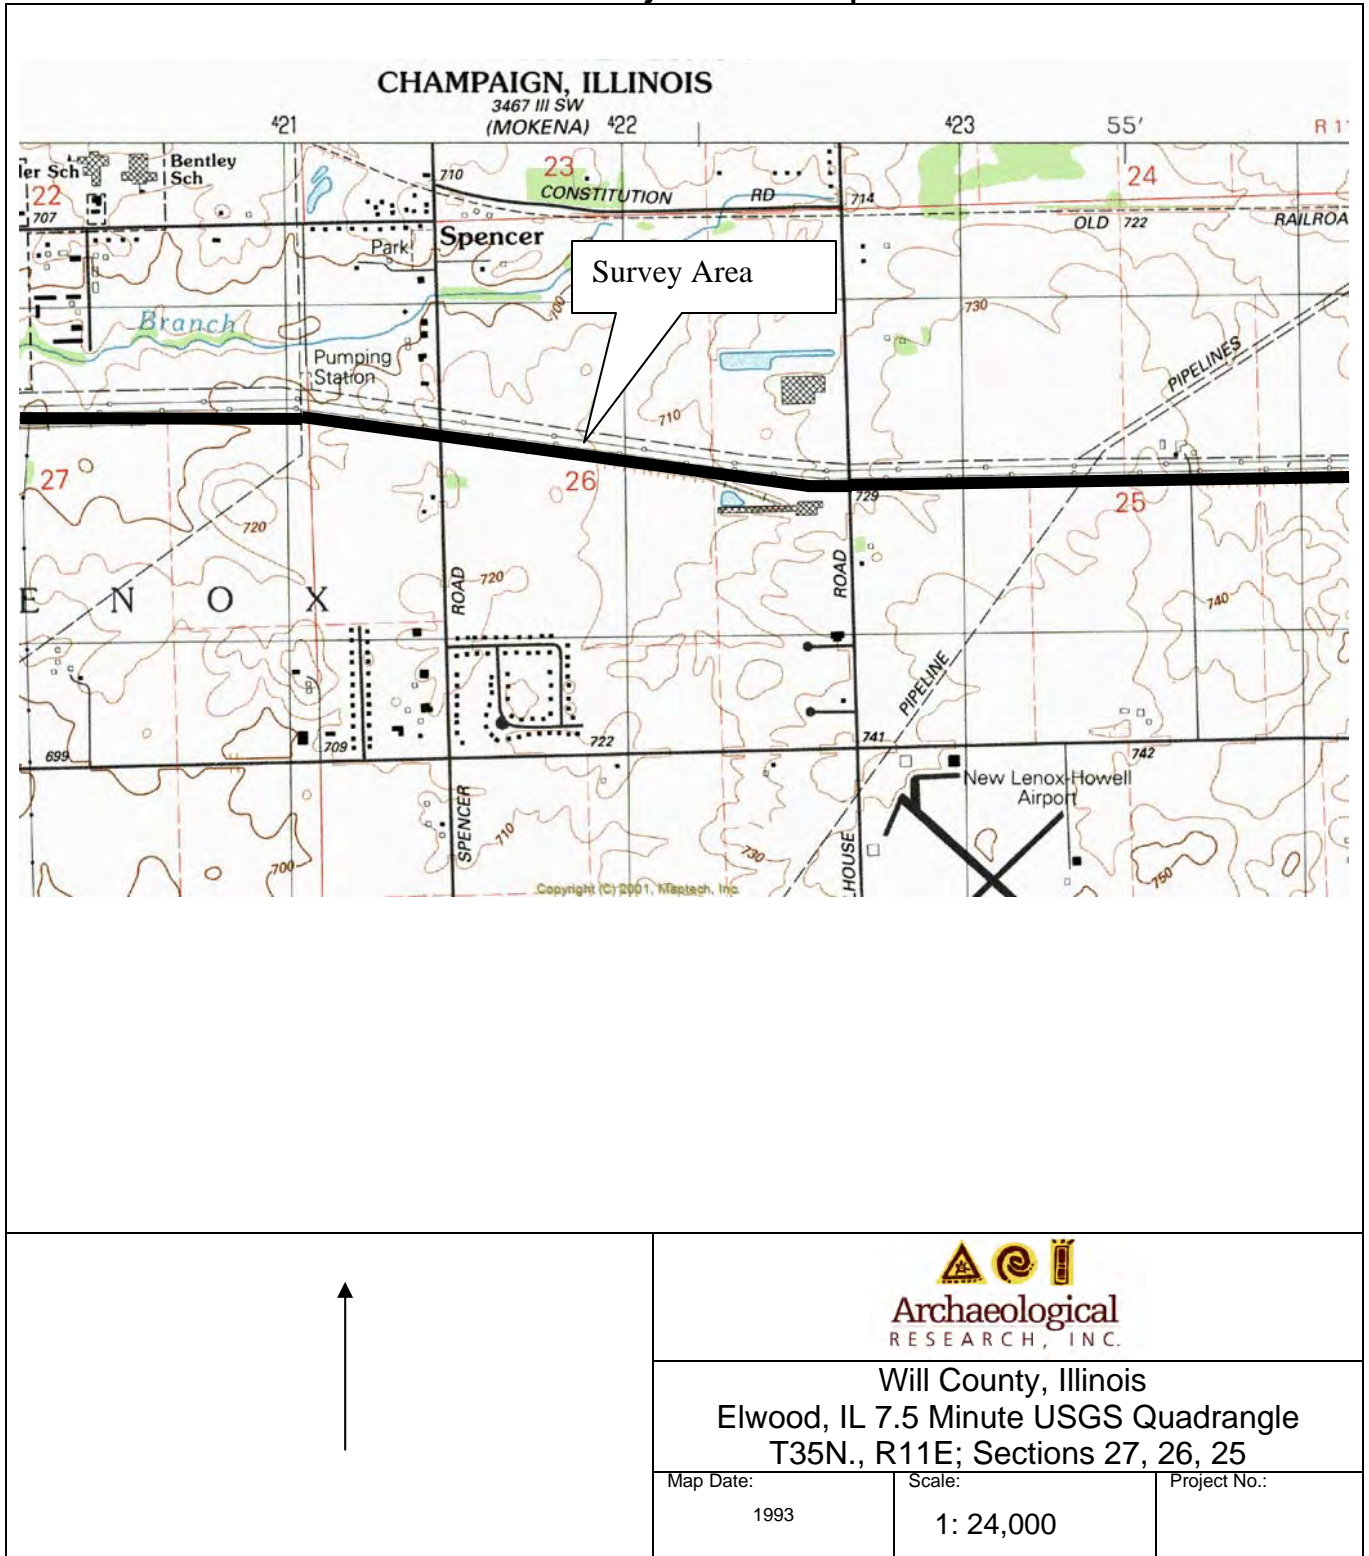 CHAMPAIGN, ILLINOIS
3467 III SW
(MOKENA)
⁴21
⁴22
⁴23
55'
R 11
er Sch
Bentley
Sch
22
707
710
23
CONSTITUTION RD
714
24
OLD 722 RAILROA
Park
Spencer
Survey Area
700
730
Branch
Pumping
Station
PIPELINES
710
27
26
729
25
720
E N O X
ROAD
720
ROAD
740
PIPELINE
699
709
722
741
742
New Lenox-Howell
Airport
SPENCER
710
700
730
HOUSE
750
Copyright (C) 2001, Maptech, Inc.
Archaeological
RESEARCH, INC.
Will County, Illinois
Elwood, IL 7.5 Minute USGS Quadrangle
T35N., R11E; Sections 27, 26, 25
Map Date:
1993
Scale:
1: 24,000
Project No.: